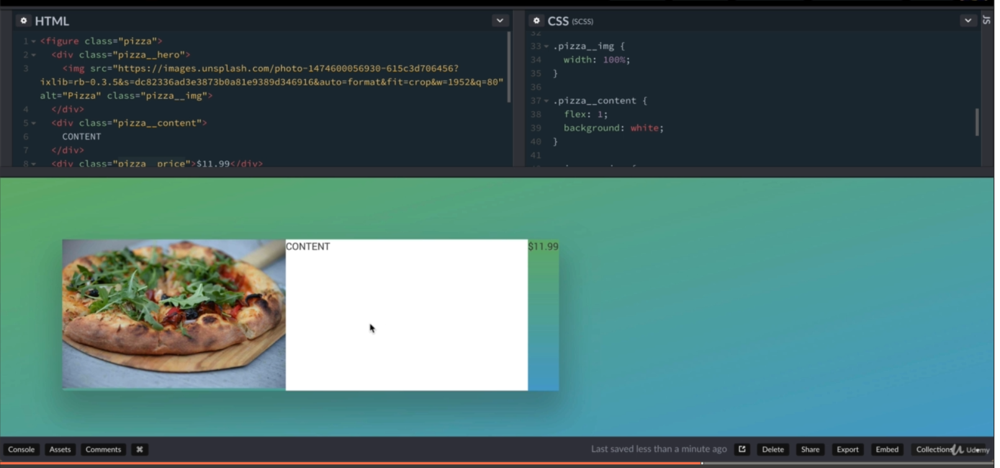 JS
HTML
CSS (SCSS)
1 <figure class="pizza">
2 <div class="pizza__hero">
3 <img src="https://images.unsplash.com/photo-1474600056930-615c3d706456?
ixlib=rb-0.3.5&s=dc82336ad3e3873b0a81e9389d346916&auto=format&fit=crop&w=1952&q=80"
alt="Pizza" class="pizza__img">
4 </div>
5 <div class="pizza__content">
6 CONTENT
7 </div>
8 <div class="pizza__price">$11.99</div>
32
33 .pizza__img {
34 width: 100%;
35 }
36
37 .pizza__content {
38 flex: 1;
39 background: white;
40 }
41
CONTENT
$11.99
Console Assets Comments ⌘ Last saved less than a minute ago Delete Share Export Embed Collections Udemy